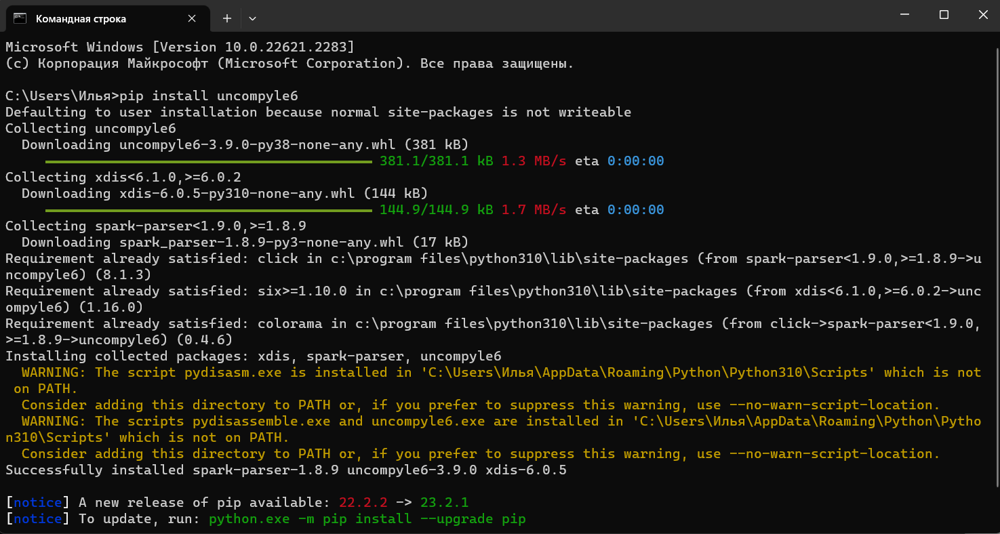 Командная строка
Microsoft Windows [Version 10.0.22621.2283]
(c) Корпорация Майкрософт (Microsoft Corporation). Все права защищены.
C:\Users\Илья>pip install uncompyle6
Defaulting to user installation because normal site-packages is not writeable
Collecting uncompyle6
  Downloading uncompyle6-3.9.0-py38-none-any.whl (381 kB)
381.1/381.1 kB 1.3 MB/s eta 0:00:00
Collecting xdis<6.1.0,>=6.0.2
  Downloading xdis-6.0.5-py310-none-any.whl (144 kB)
144.9/144.9 kB 1.7 MB/s eta 0:00:00
Collecting spark-parser<1.9.0,>=1.8.9
  Downloading spark_parser-1.8.9-py3-none-any.whl (17 kB)
Requirement already satisfied: click in c:\program files\python310\lib\site-packages (from spark-parser<1.9.0,>=1.8.9->u
ncompyle6) (8.1.3)
Requirement already satisfied: six>=1.10.0 in c:\program files\python310\lib\site-packages (from xdis<6.1.0,>=6.0.2->unc
ompyle6) (1.16.0)
Requirement already satisfied: colorama in c:\program files\python310\lib\site-packages (from click->spark-parser<1.9.0,
>=1.8.9->uncompyle6) (0.4.6)
Installing collected packages: xdis, spark-parser, uncompyle6
  WARNING: The script pydisasm.exe is installed in 'C:\Users\Илья\AppData\Roaming\Python\Python310\Scripts' which is not
 on PATH.
  Consider adding this directory to PATH or, if you prefer to suppress this warning, use --no-warn-script-location.
  WARNING: The scripts pydisassemble.exe and uncompyle6.exe are installed in 'C:\Users\Илья\AppData\Roaming\Python\Pytho
n310\Scripts' which is not on PATH.
  Consider adding this directory to PATH or, if you prefer to suppress this warning, use --no-warn-script-location.
Successfully installed spark-parser-1.8.9 uncompyle6-3.9.0 xdis-6.0.5
[notice] A new release of pip available: 22.2.2 -> 23.2.1
[notice] To update, run: python.exe -m pip install --upgrade pip